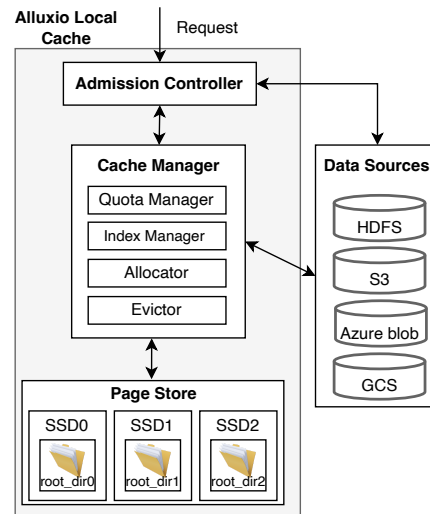 Alluxio Local
Cache
Request
Admission Controller
Cache Manager
Quota Manager
Index Manager
Allocator
Evictor
Data Sources
HDFS
S3
Azure blob
GCS
Page Store
SSD0
SSD1
SSD2
root_dir0
root_dir1
root_dir2